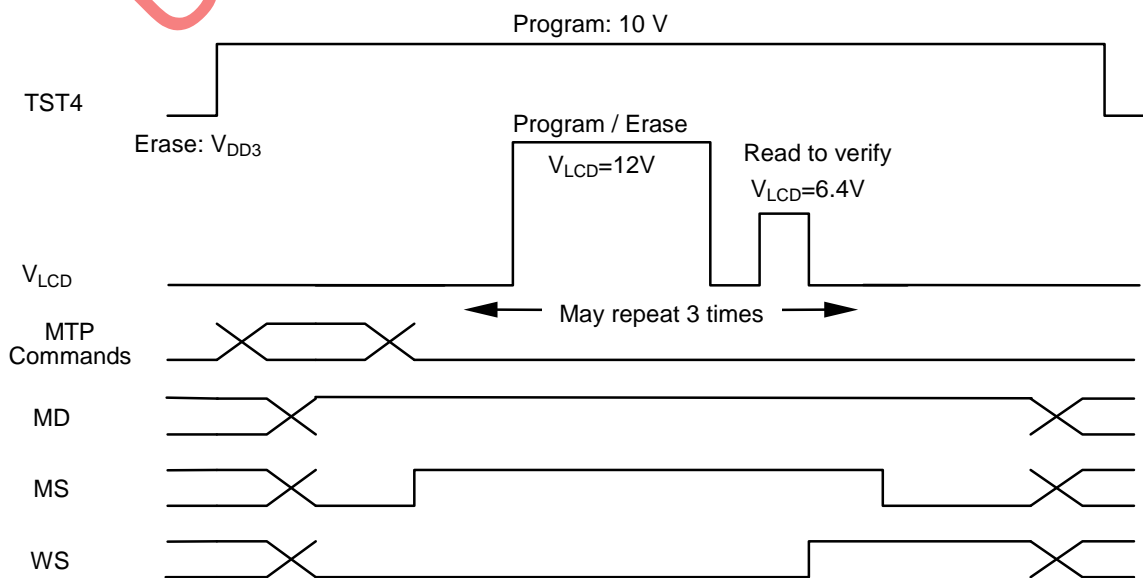 Program: 10 V
TST4
Erase: VDD3
Program / Erase
VLCD=12V
Read to verify
VLCD=6.4V
VLCD
May repeat 3 times
MTP
Commands
MD
MS
WS